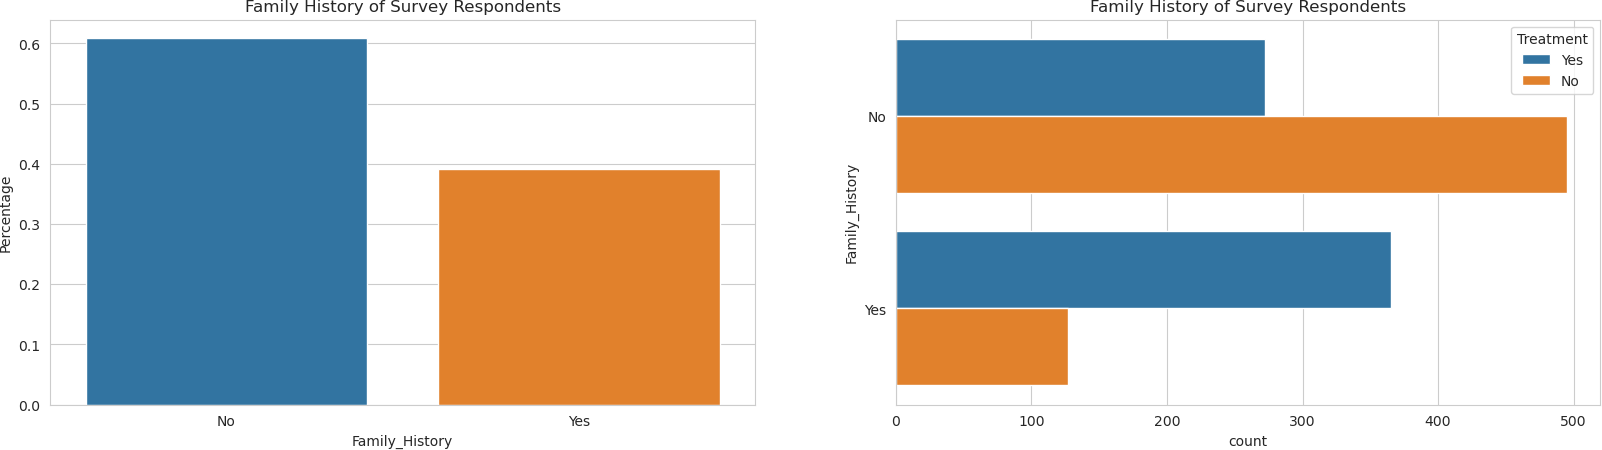 Family History of Survey Respondents
0.6
0.5
0.4
0.3
0.2
0.1
0.0
Percentage
No Yes
Family_History
Family History of Survey Respondents
Treatment
Yes
No
No
Yes
Family_History
0 100 200 300 400 500
count